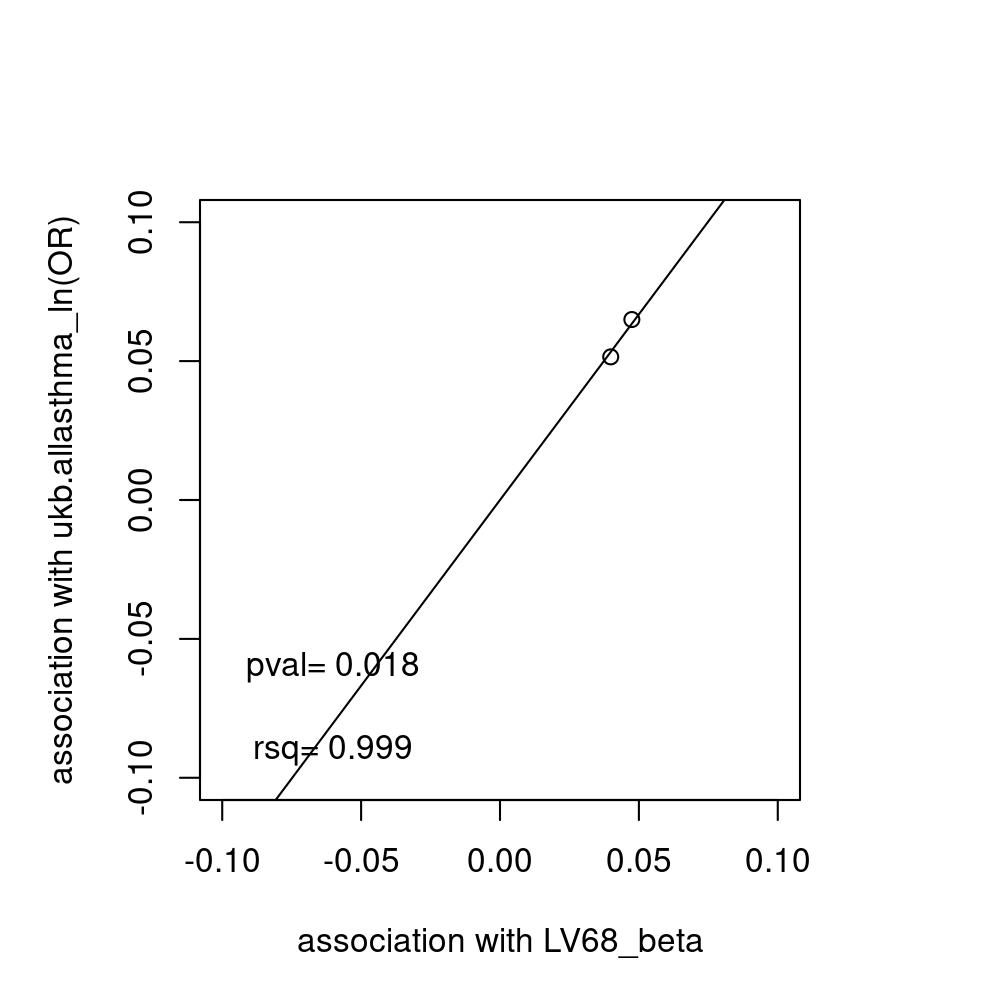 association with ukb.allasthma_ln(OR)
0.10
0.05
0.00
-0.05
-0.10
pval= 0.018
rsq= 0.999
-0.10 -0.05 0.00 0.05 0.10
association with LV68_beta